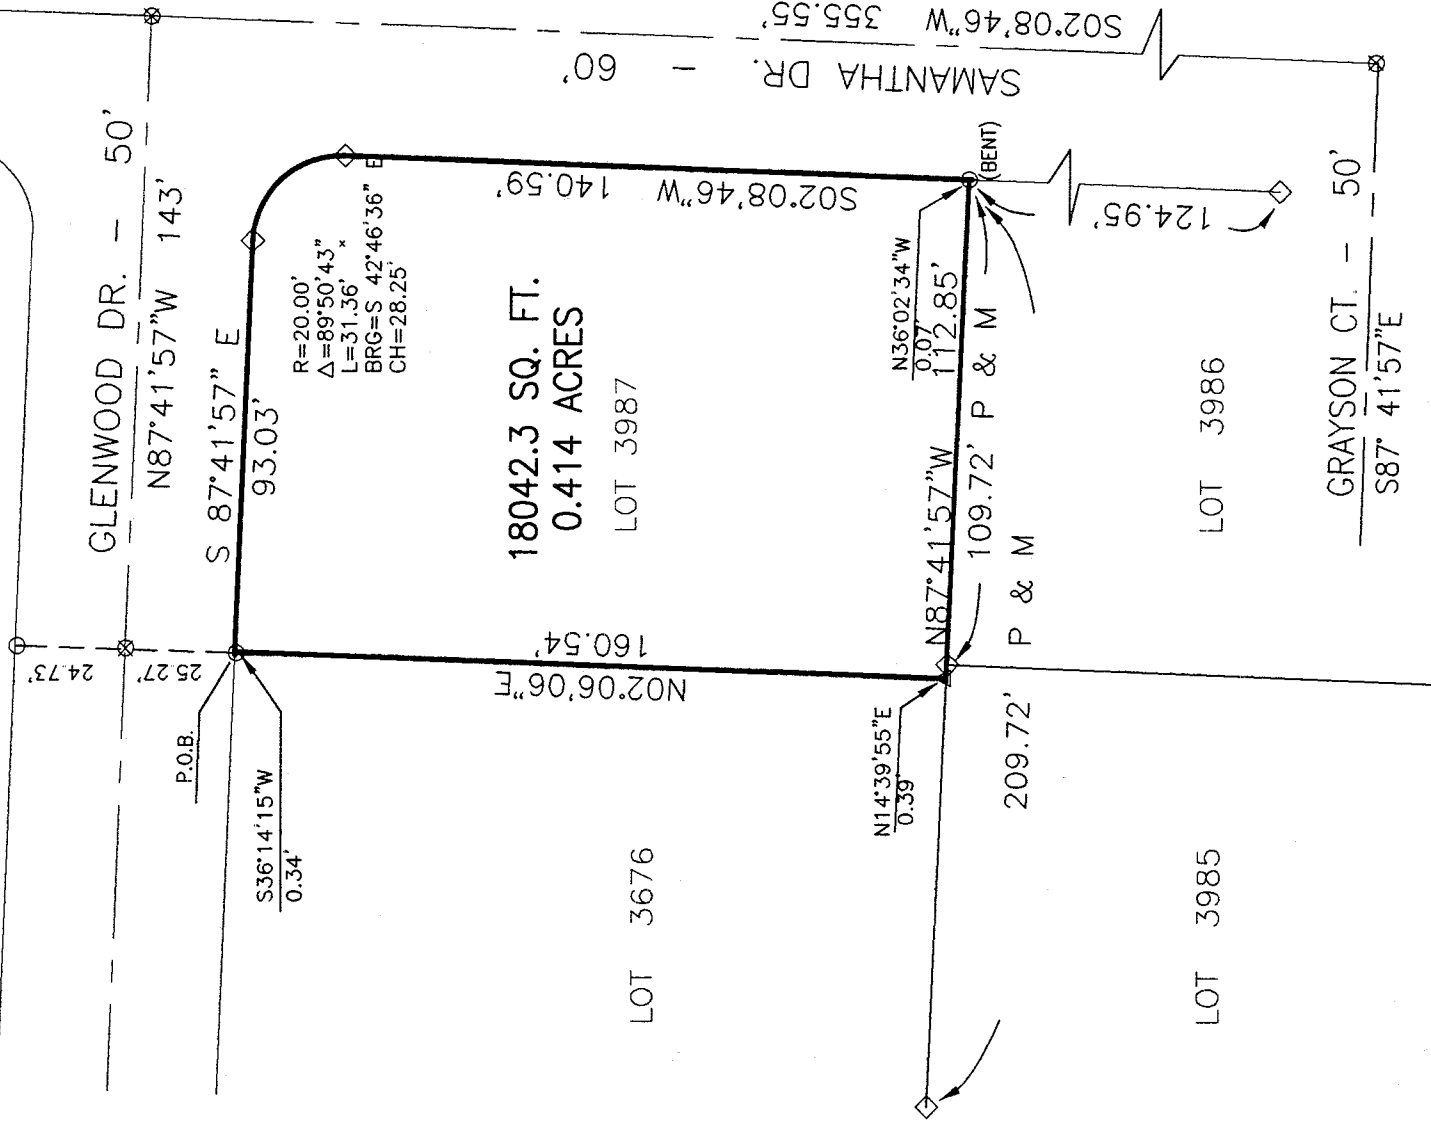 S02°08'46"W 355.55'
SAMANTHA DR. - 60'
GLENWOOD DR. - 50'
N87°41'57"W 143'
S 87°41'57" E
93.03'
R=20.00'
Δ=89°50'43"
L=31.36'
BRG=S 42°46'36" E
CH=28.25'
S02°08'46"W 140.59'
(BENT)
124.95'
18042.3 SQ. FT.
0.414 ACRES
LOT 3987
N36°02'34"W
0.07'
112.85'
N87°41'57"W
109.72' P & M
P & M
LOT 3986
GRAYSON CT. - 50'
S87° 41'57"E
24.73'
25.27'
P.O.B.
S36°14'15"W
0.34'
160.54'
N02°06'06"E
N14°39'55"E
0.39'
209.72'
LOT 3676
LOT 3985